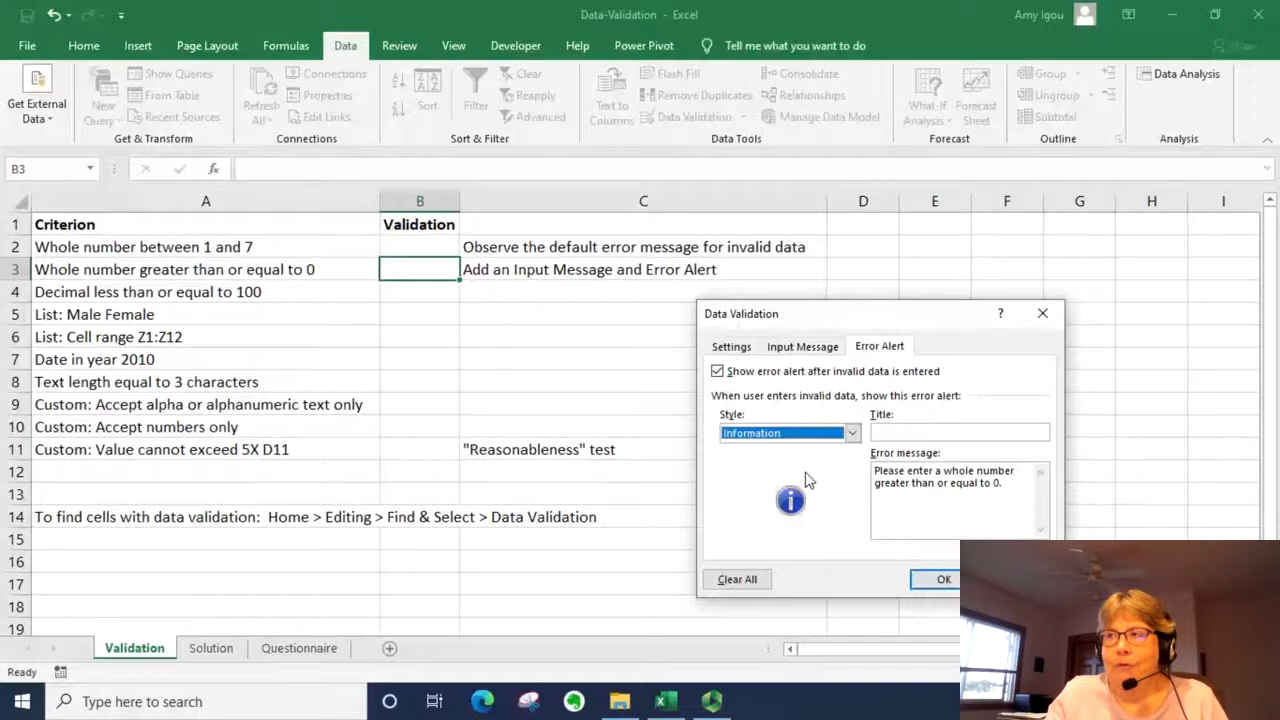 Data-Validation - Excel
Amy Igou
File Home Insert Page Layout Formulas Data Review View Developer Help Power Pivot Tell me what you want to do Share
Get External Data
New Query
Show Queries
From Table
Recent Sources
Get & Transform
Refresh All
Connections
Properties
Edit Links
Connections
Sort
Filter
Clear
Reapply
Advanced
Sort & Filter
Text to Columns
Flash Fill
Remove Duplicates
Data Validation
Consolidate
Relationships
Manage Data Model
Data Tools
What-If Analysis
Forecast Sheet
Forecast
Group
Ungroup
Subtotal
Outline
Data Analysis
Analysis
B3
fx
A B C D E F G H I
1 Criterion Validation
2 Whole number between 1 and 7 Observe the default error message for invalid data
3 Whole number greater than or equal to 0 Add an Input Message and Error Alert
4 Decimal less than or equal to 100
5 List: Male Female
6 List: Cell range Z1:Z12
7 Date in year 2010
8 Text length equal to 3 characters
9 Custom: Accept alpha or alphanumeric text only
10 Custom: Accept numbers only
11 Custom: Value cannot exceed 5X D11 "Reasonableness" test
12
13
14 To find cells with data validation: Home > Editing > Find & Select > Data Validation
15
16
17
18
19
Data Validation ?
Settings Input Message Error Alert
Show error alert after invalid data is entered
When user enters invalid data, show this error alert:
Style: Title:
Information
Error message:
Please enter a whole number
greater than or equal to 0.
Clear All OK
Validation Solution Questionnaire
Ready
Type here to search